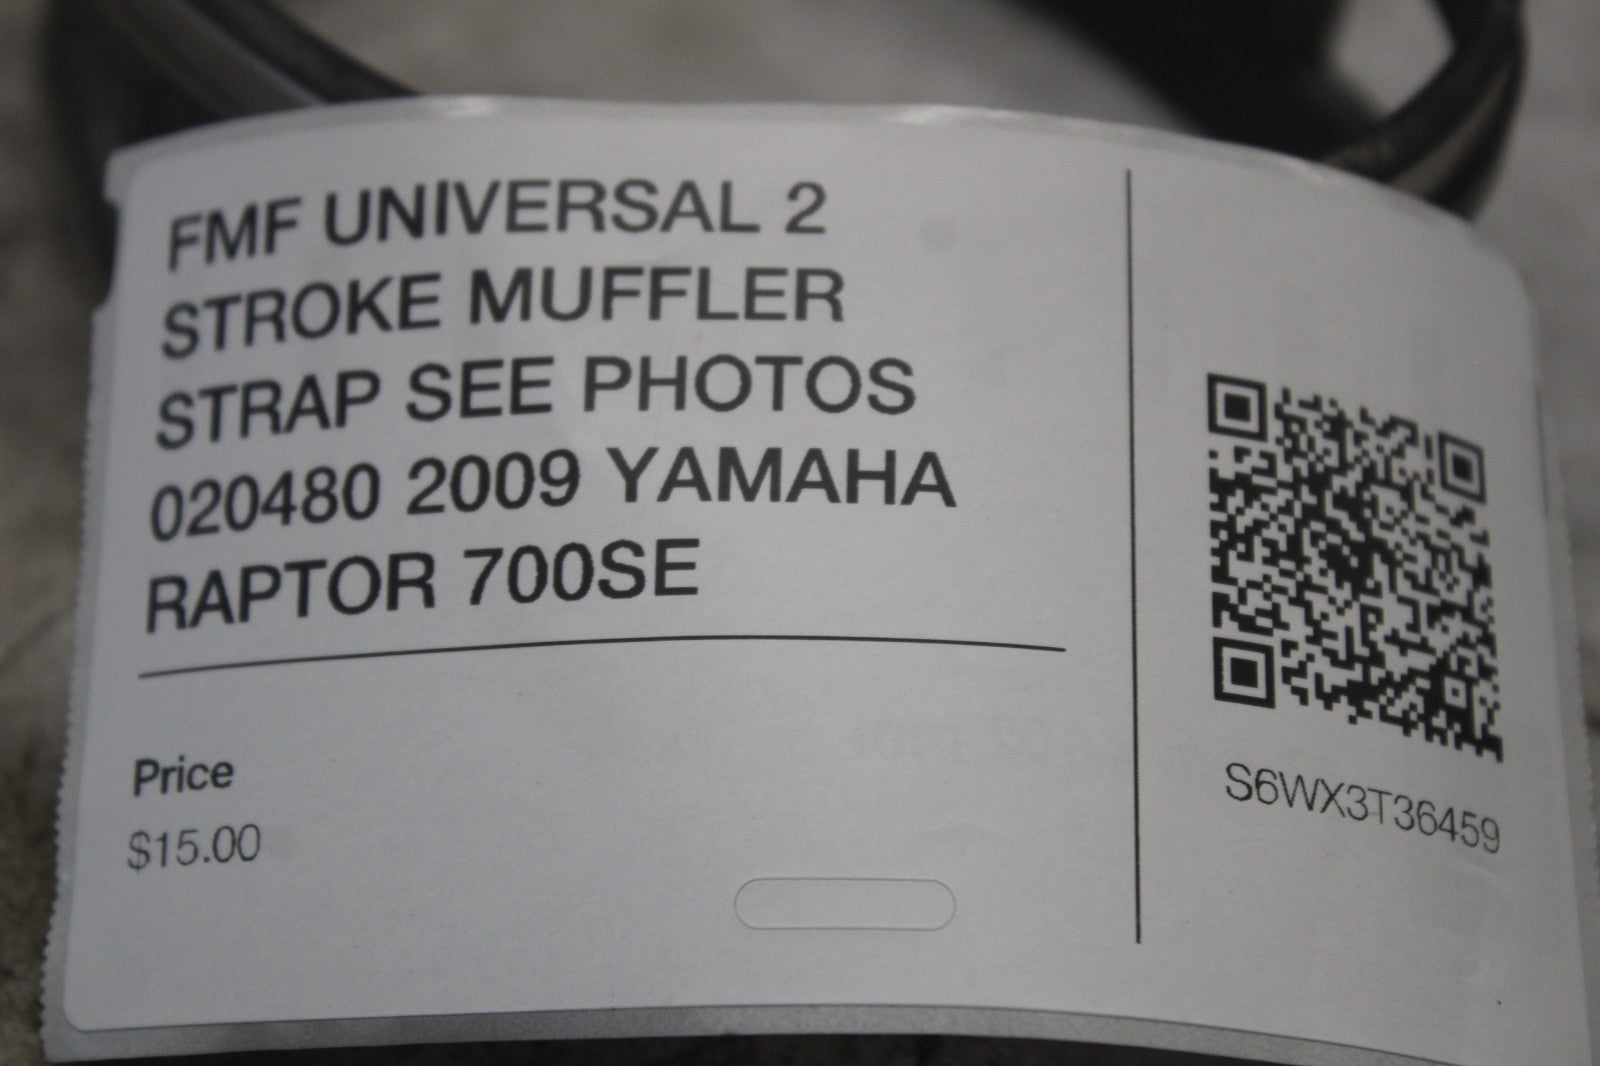 FMF UNIVERSAL 2
STROKE MUFFLER
STRAP SEE PHOTOS
020480 2009 YAMAHA
RAPTOR 700SE
Price
$15.00
S6WX3T36459